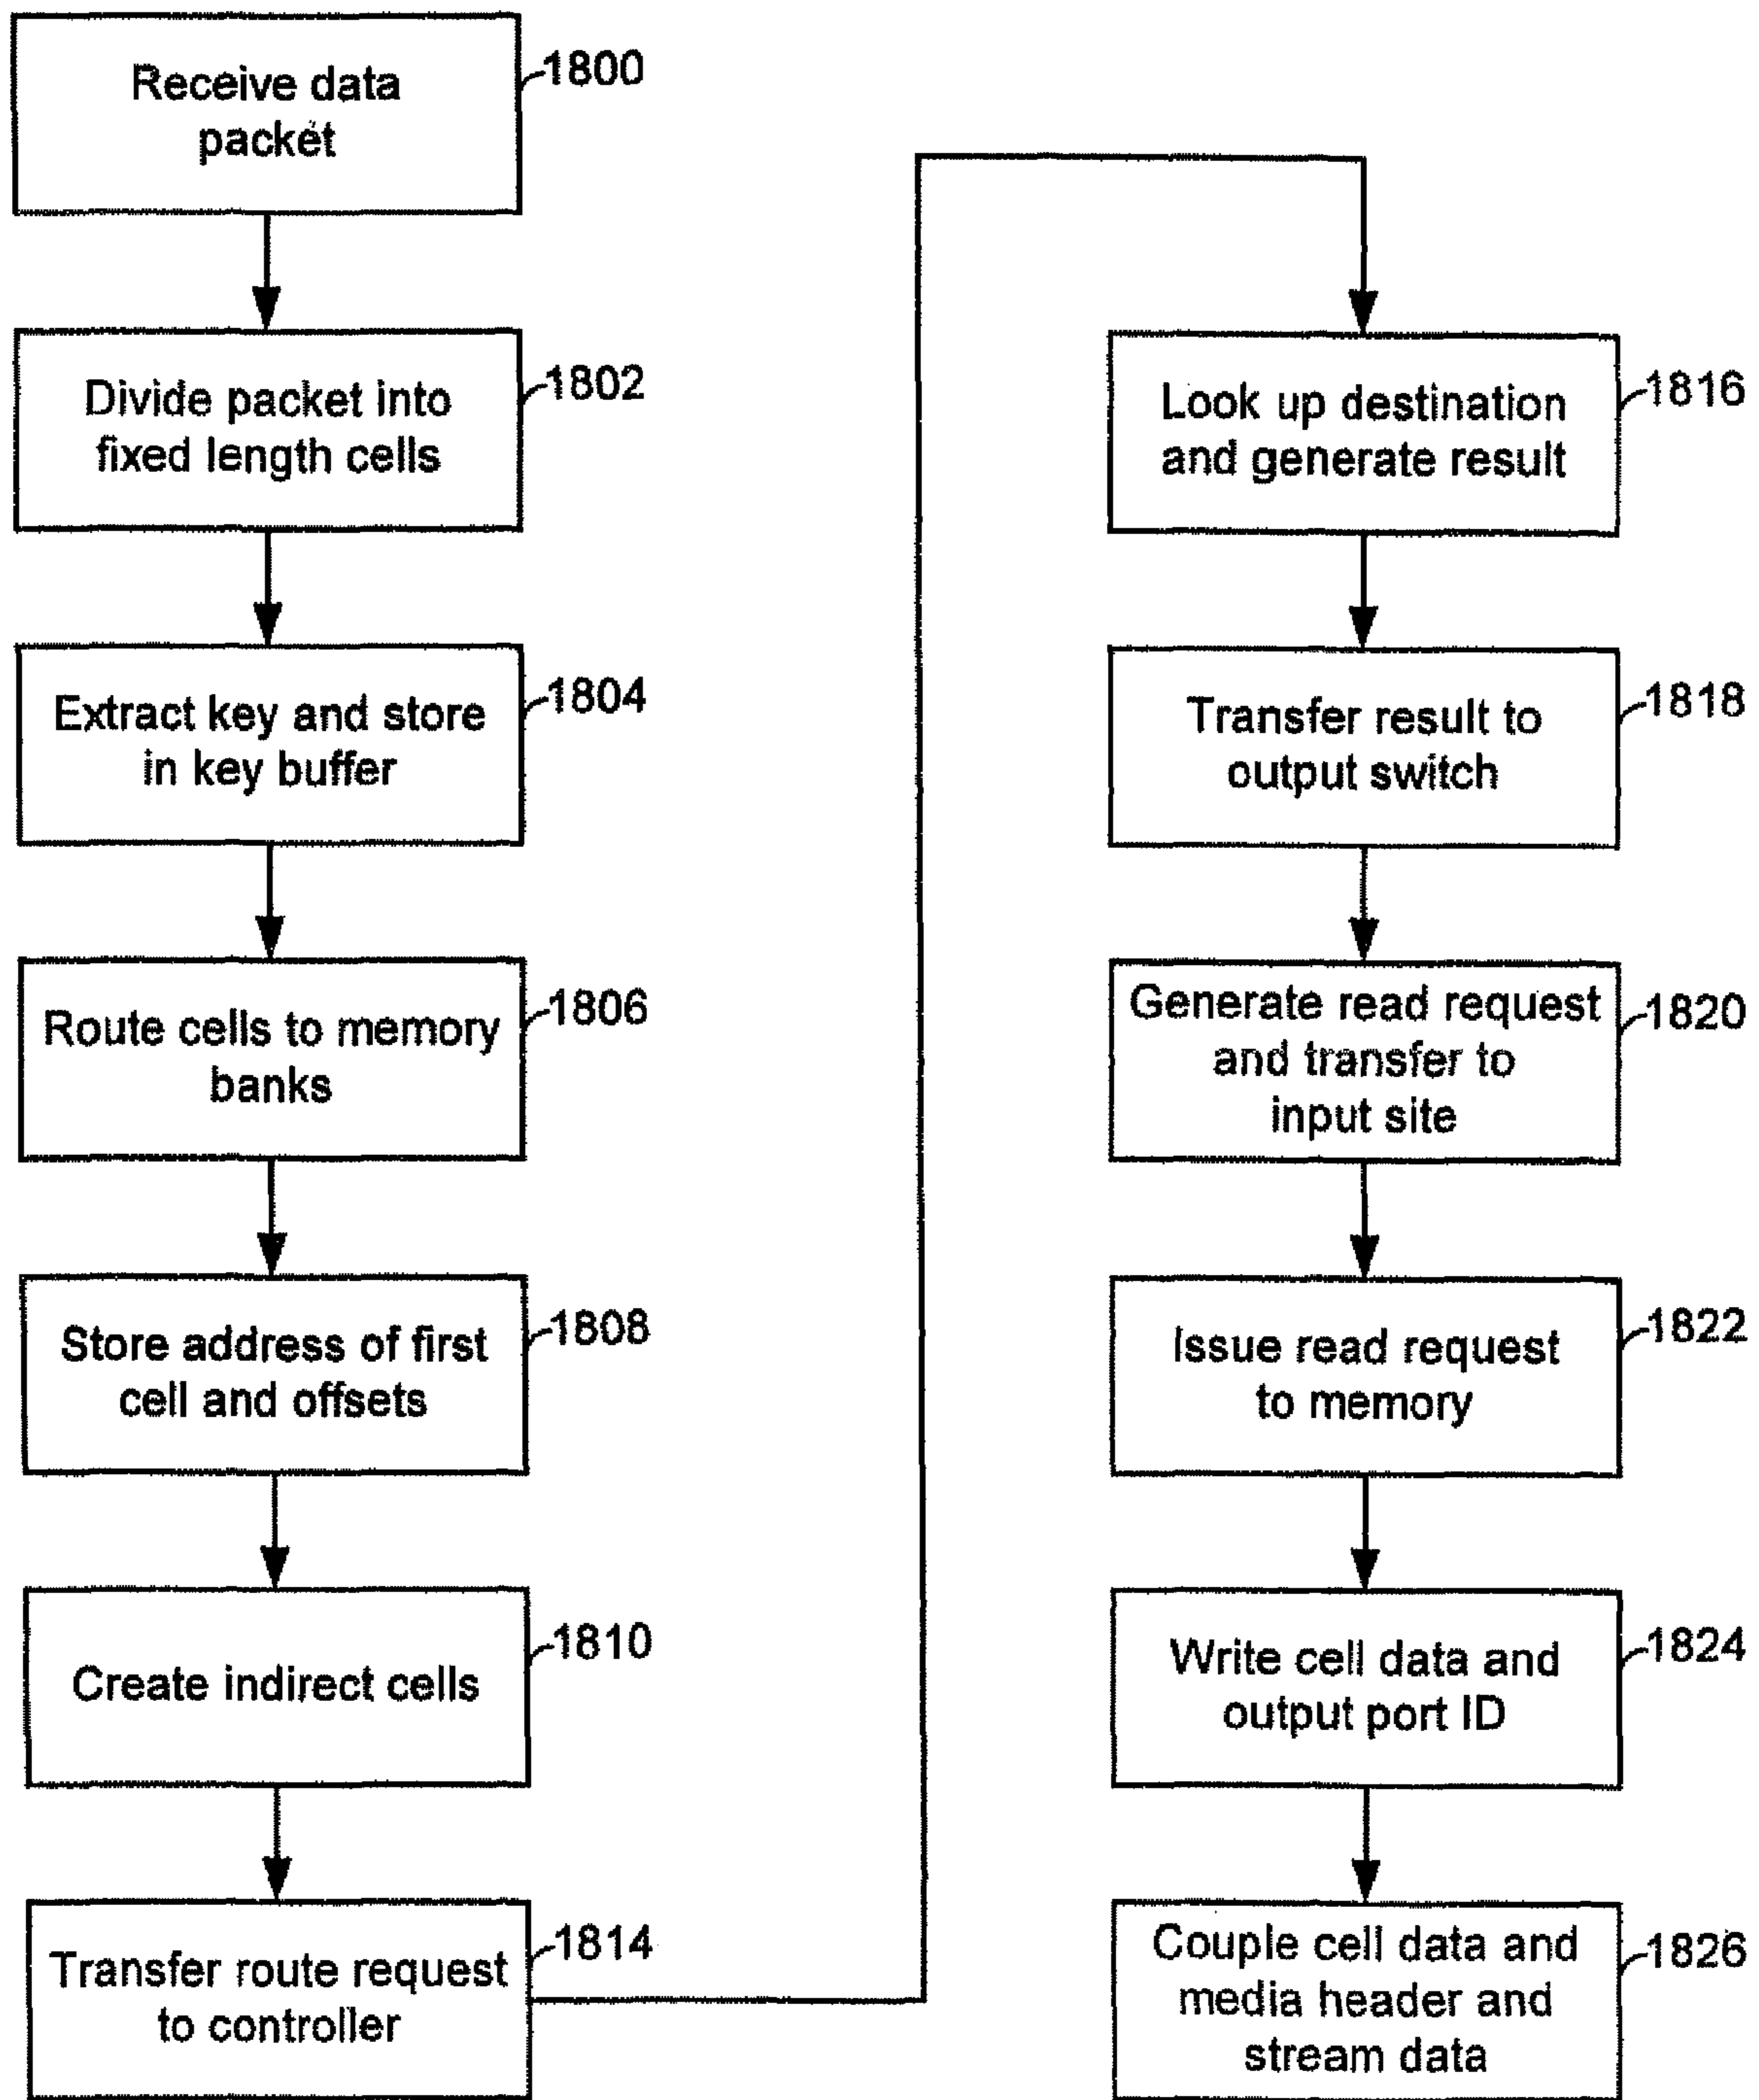 Receive data
packet
1800
Divide packet into
fixed length cells
1802
Extract key and store
in key buffer
1804
Route cells to memory
banks
1806
Store address of first
cell and offsets
1808
Create indirect cells
1810
Transfer route request
to controller
1814
Look up destination
and generate result
1816
Transfer result to
output switch
1818
Generate read request
and transfer to
input site
1820
Issue read request
to memory
1822
Write cell data and
output port ID
1824
Couple cell data and
media header and
stream data
1826